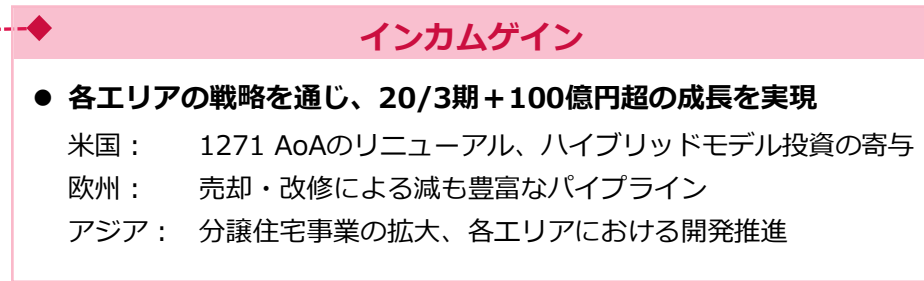 インカムゲイン
● 各エリアの戦略を通じ、20/3期＋100億円超の成長を実現
米国： 1271 AoAのリニューアル、ハイブリッドモデル投資の寄与
欧州： 売却・改修による減も豊富なパイプライン
アジア： 分譲住宅事業の拡大、各エリアにおける開発推進